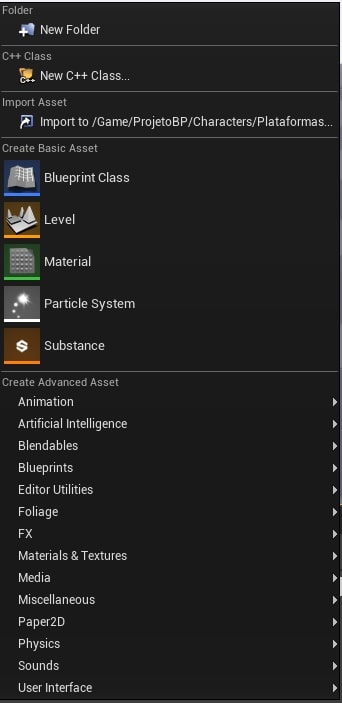 Folder
New Folder
C++ Class
New C++ Class...
Import Asset
Import to /Game/ProjetoBP/Characters/Plataformas...
Create Basic Asset
Blueprint Class
Level
Material
Particle System
Substance
Create Advanced Asset
Animation
Artificial Intelligence
Blendables
Blueprints
Editor Utilities
Foliage
FX
Materials & Textures
Media
Miscellaneous
Paper2D
Physics
Sounds
User Interface